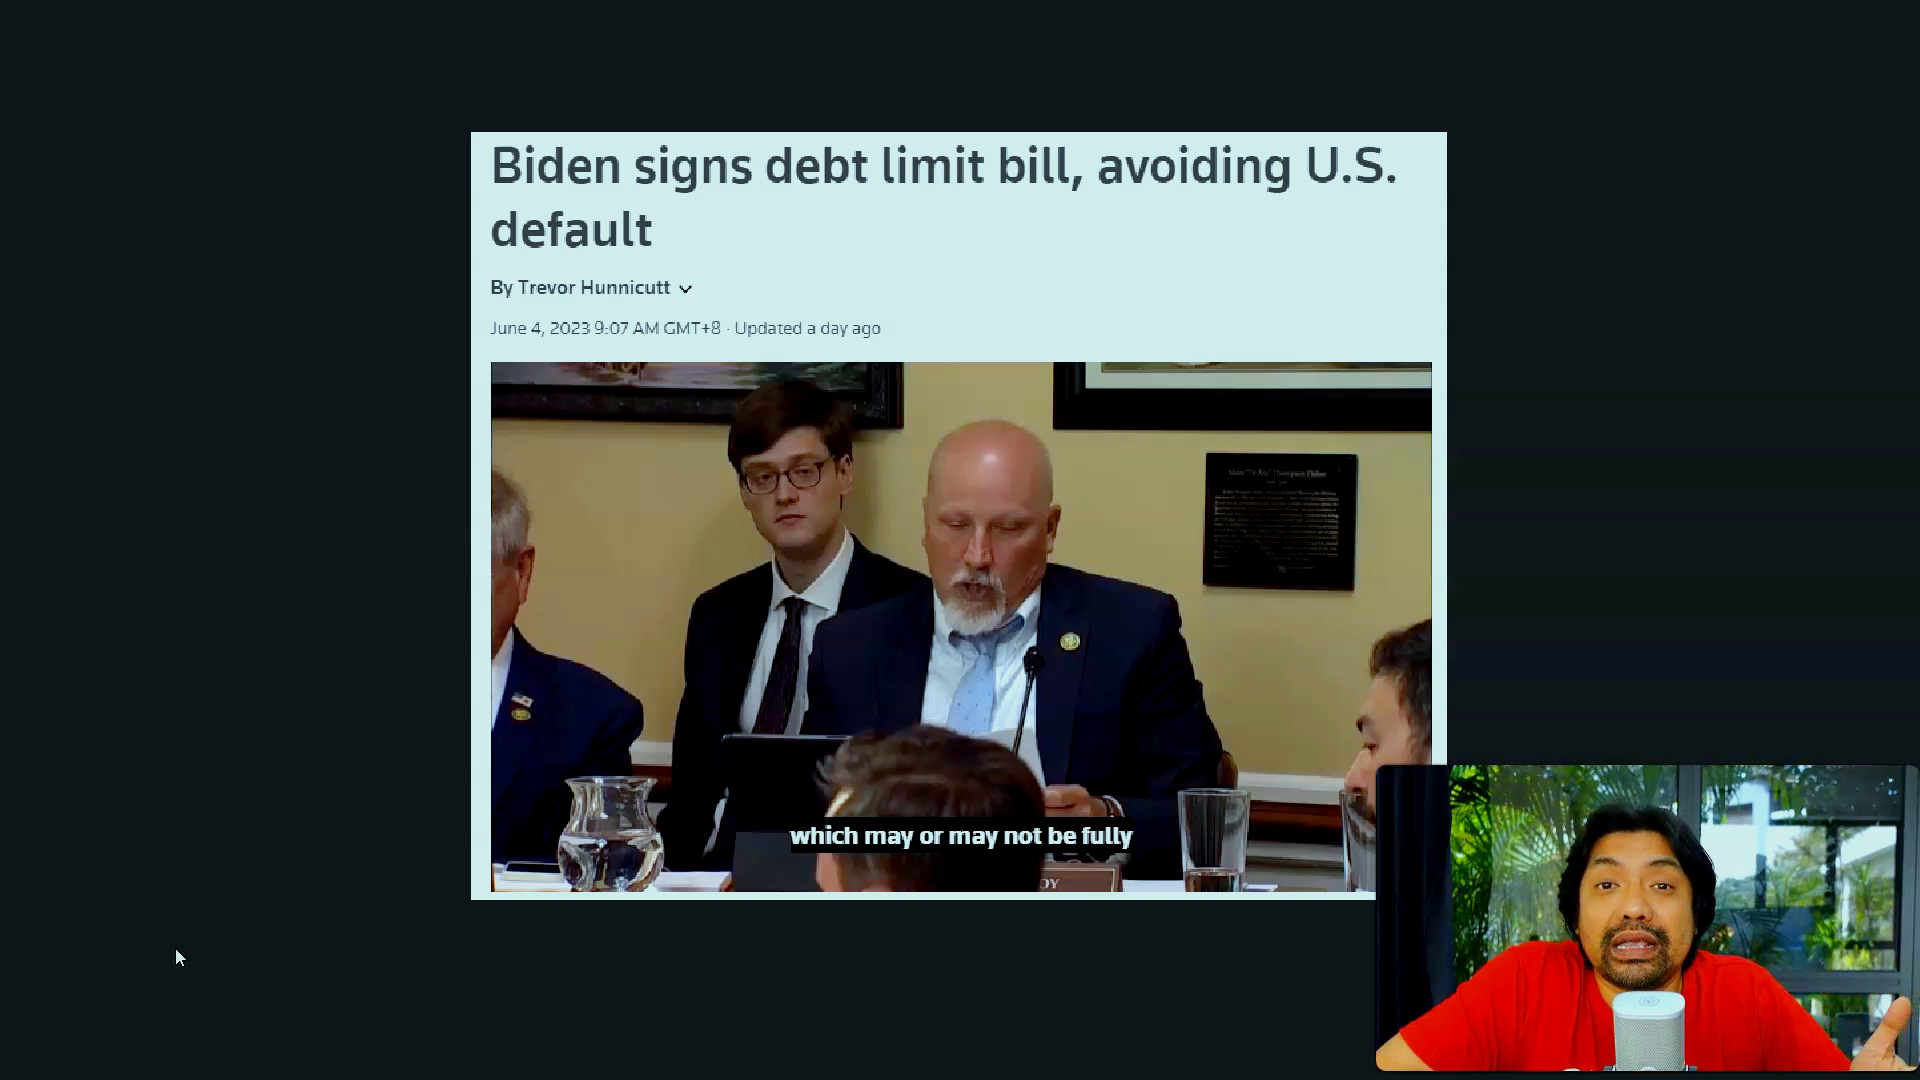 Biden signs debt limit bill, avoiding U.S.
default
By Trevor Hunnicutt
June 4, 2023 9:07 AM GMT+8 · Updated a day ago
which may or may not be fully
OY